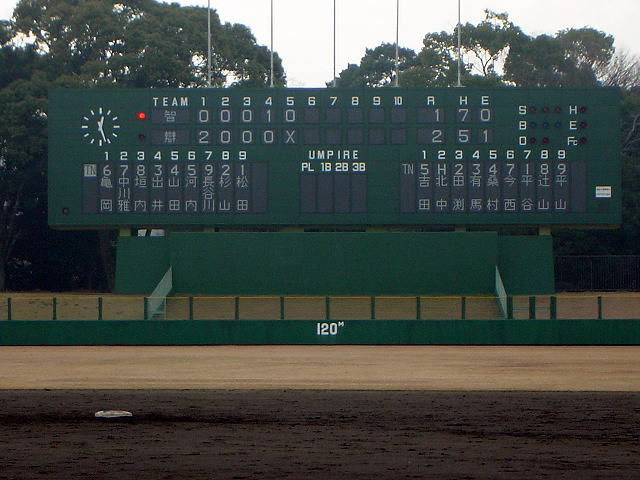 TEAM 1 2 3 4 5 6 7 8 9 10 R H E
智 0 0 0 1 0 1 7 0
辯 2 0 0 0 X 2 5 1
S H
B E
O Fc
UMPIRE
PL 1B 2B 3B
1 2 3 4 5 6 7 8 9
TN 6 7 8 3 4 5 9 2 1
亀岡 中川雅 垣内 出井 山田 河内 長谷川 杉山 松田
1 2 3 4 5 6 7 8 9
TN 5 H 2 3 4 7 1 8 9
吉田 北中 田渕 有馬 桑村 今西 平谷 辻山 平山
120M